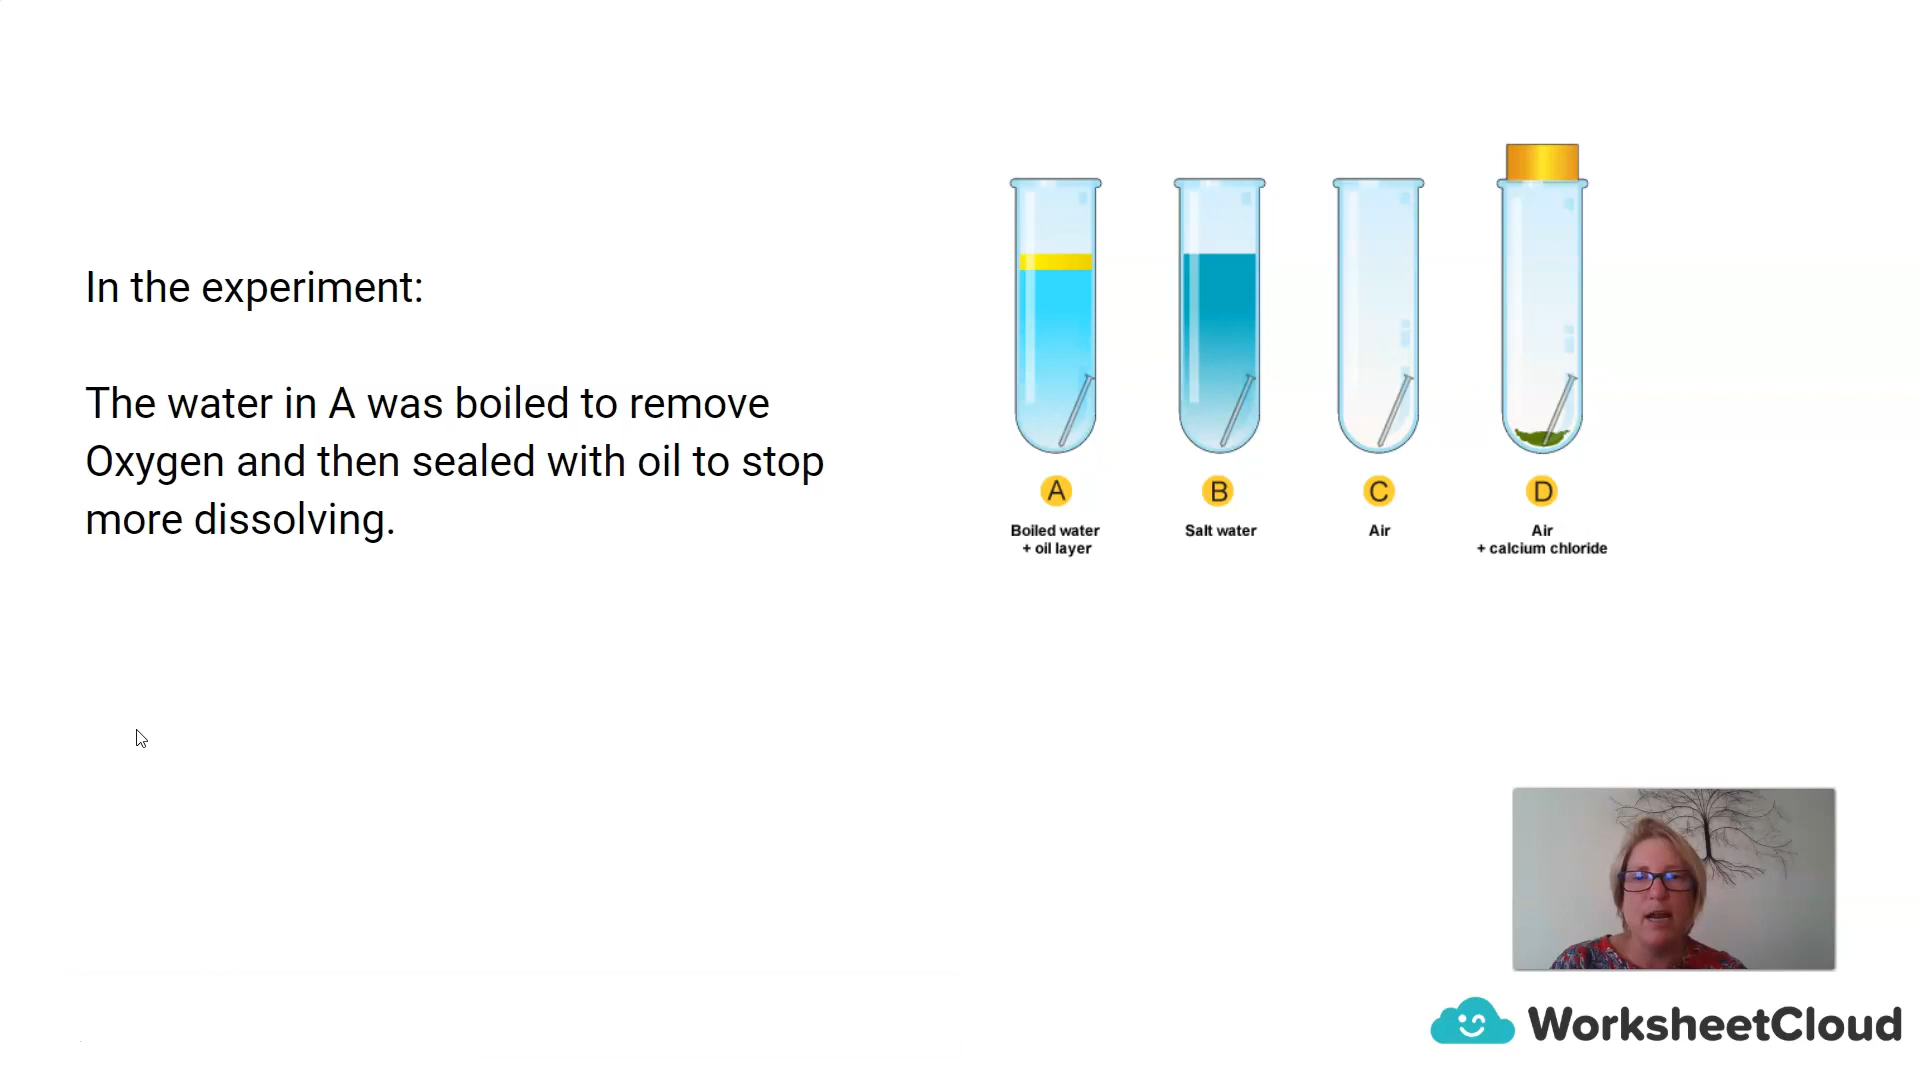 In the experiment:
The water in A was boiled to remove
Oxygen and then sealed with oil to stop
more dissolving.
A
B
C
D
Boiled water
+ oil layer
Salt water
Air
Air
+ calcium chloride
WorksheetCloud